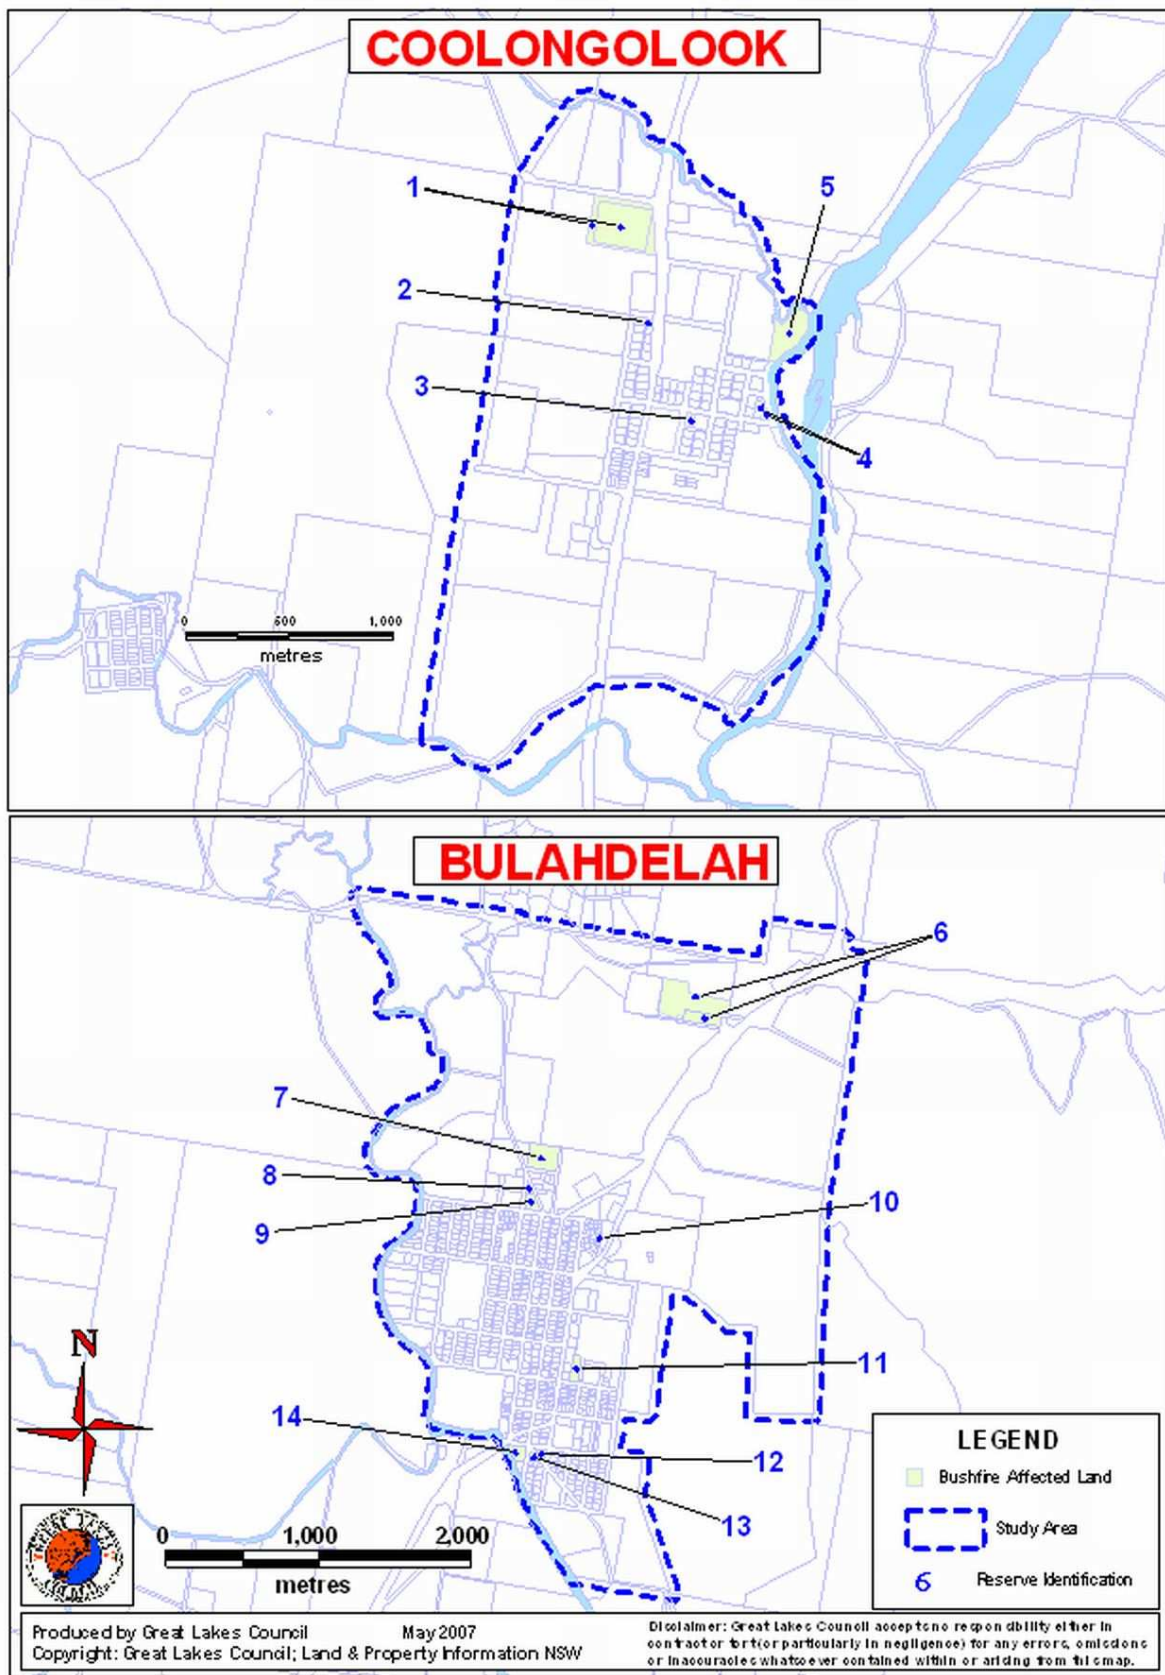 COOLONGOLOOK
1
5
2
3
4
0 500 1,000
metres
BULAHDELAH
6
7
8
10
9
N
11
14
12
13
LEGEND
Bushfire Affected Land
Study Area
6 Reserve Identification
GREAT LAKES
COUNCIL
0 1,000 2,000
metres
Produced by Great Lakes Council May 2007
Copyright: Great Lakes Council; Land & Property Information NSW
Disclaimer: Great Lakes Council accepts no responsibility either in
contract or tort (or particularly in negligence) for any errors, omissions
or inaccuracies whatsoever contained within or arising from this map.